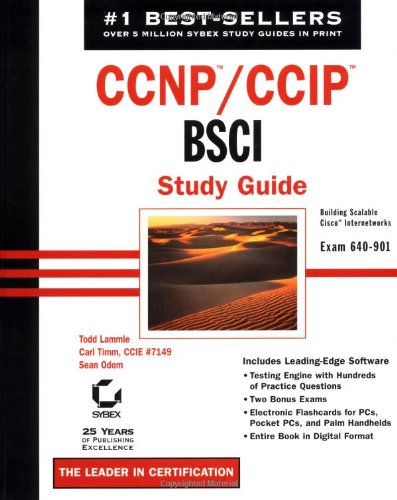 #1 BEST-SELLERS
OVER 5 MILLION SYBEX STUDY GUIDES IN PRINT
CCNP™/CCIP™
BSCI
Study Guide
Building Scalable
Cisco® Internetworks
Exam 640-901
Todd Lammle
Carl Timm, CCIE #7149
Sean Odom
SYBEX
25 YEARS
OF PUBLISHING
EXCELLENCE
Includes Leading-Edge Software
• Testing Engine with Hundreds
of Practice Questions
• Two Bonus Exams
• Electronic Flashcards for PCs,
Pocket PCs, and Palm Handhelds
• Entire Book in Digital Format
THE LEADER IN CERTIFICATION